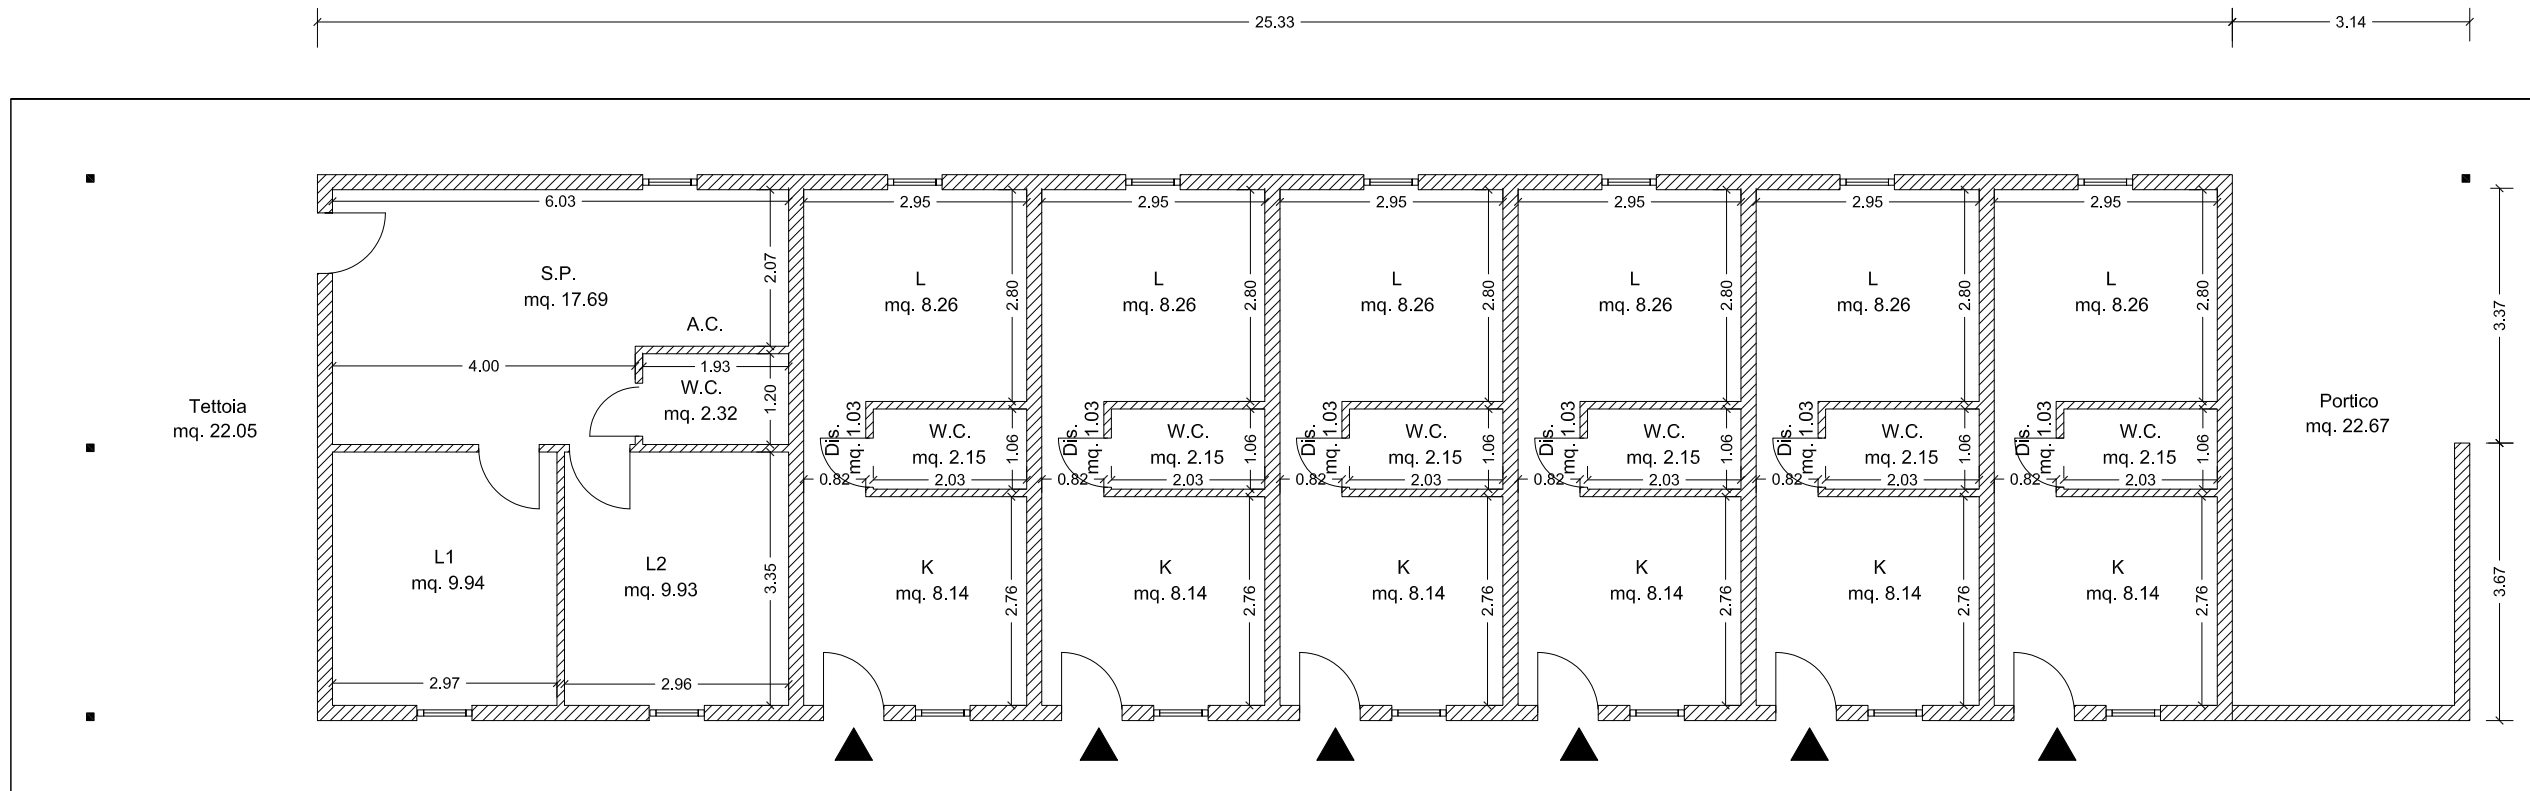 25.33
3.14
6.03
2.95
2.95
2.95
2.95
2.95
2.95
S.P.
mq. 17.69
2.07
A.C.
L
mq. 8.26
2.80
L
mq. 8.26
2.80
L
mq. 8.26
2.80
L
mq. 8.26
2.80
L
mq. 8.26
2.80
L
mq. 8.26
2.80
3.37
4.00
1.93
W.C.
mq. 2.32
1.20
Tettoia
mq. 22.05
Portico
mq. 22.67
Dis.
mq. 1.03
W.C.
mq. 2.15
1.06
0.82
2.03
Dis.
mq. 1.03
W.C.
mq. 2.15
1.06
0.82
2.03
Dis.
mq. 1.03
W.C.
mq. 2.15
1.06
0.82
2.03
Dis.
mq. 1.03
W.C.
mq. 2.15
1.06
0.82
2.03
Dis.
mq. 1.03
W.C.
mq. 2.15
1.06
0.82
2.03
Dis.
mq. 1.03
W.C.
mq. 2.15
1.06
0.82
2.03
L1
mq. 9.94
L2
mq. 9.93
3.35
K
mq. 8.14
2.76
K
mq. 8.14
2.76
K
mq. 8.14
2.76
K
mq. 8.14
2.76
K
mq. 8.14
2.76
K
mq. 8.14
2.76
3.67
2.97
2.96